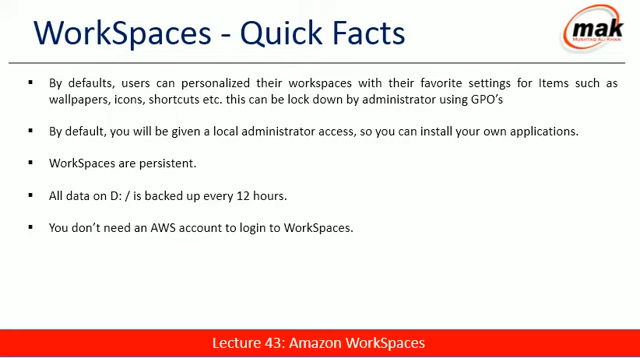 WorkSpaces - Quick Facts
mak
MUSHTAQ ALI KHAN
▪ By defaults, users can personalized their workspaces with their favorite settings for Items such as
wallpapers, icons, shortcuts etc. this can be lock down by administrator using GPO's
▪ By default, you will be given a local administrator access, so you can install your own applications.
▪ WorkSpaces are persistent.
▪ All data on D: / is backed up every 12 hours.
▪ You don't need an AWS account to login to WorkSpaces.
Lecture 43: Amazon WorkSpaces